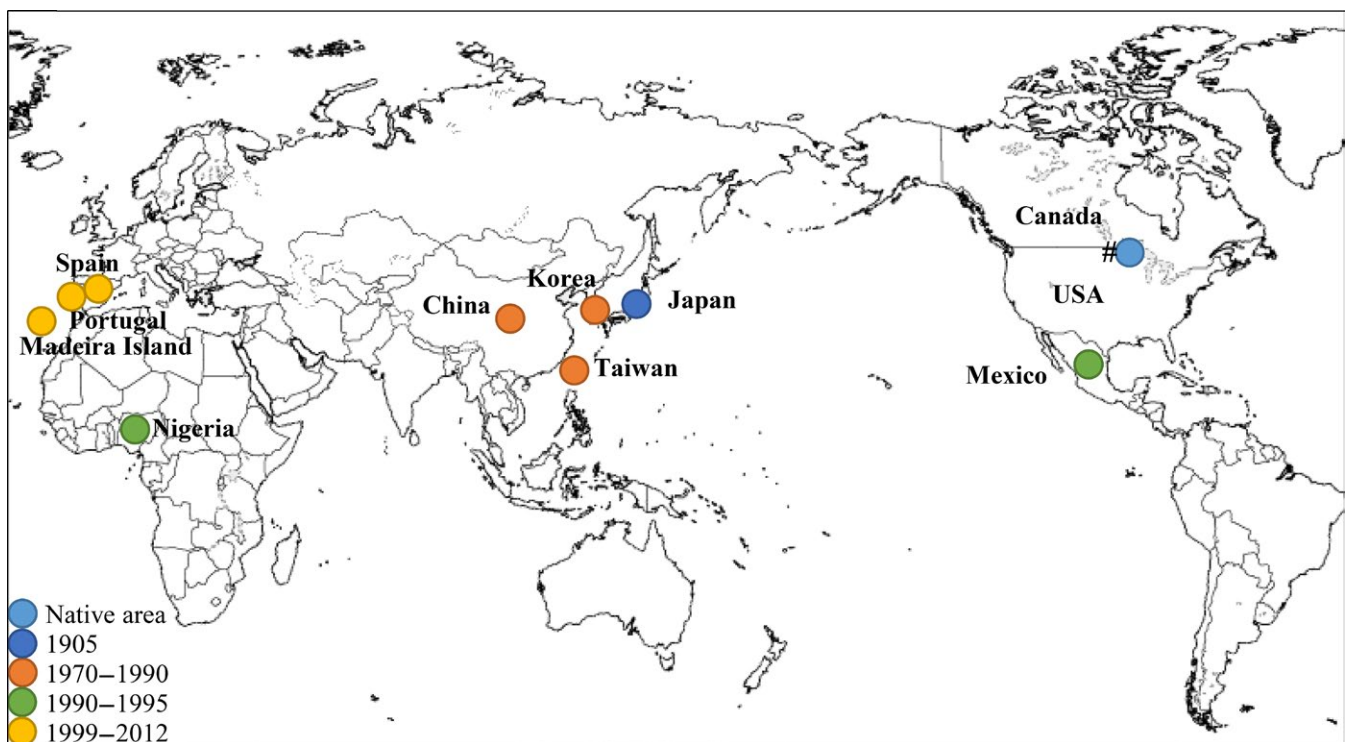 Canada
#
USA
Spain
Korea
China
Japan
Portugal
Madeira Island
Taiwan
Mexico
Nigeria
Native area
1905
1970–1990
1990–1995
1999–2012